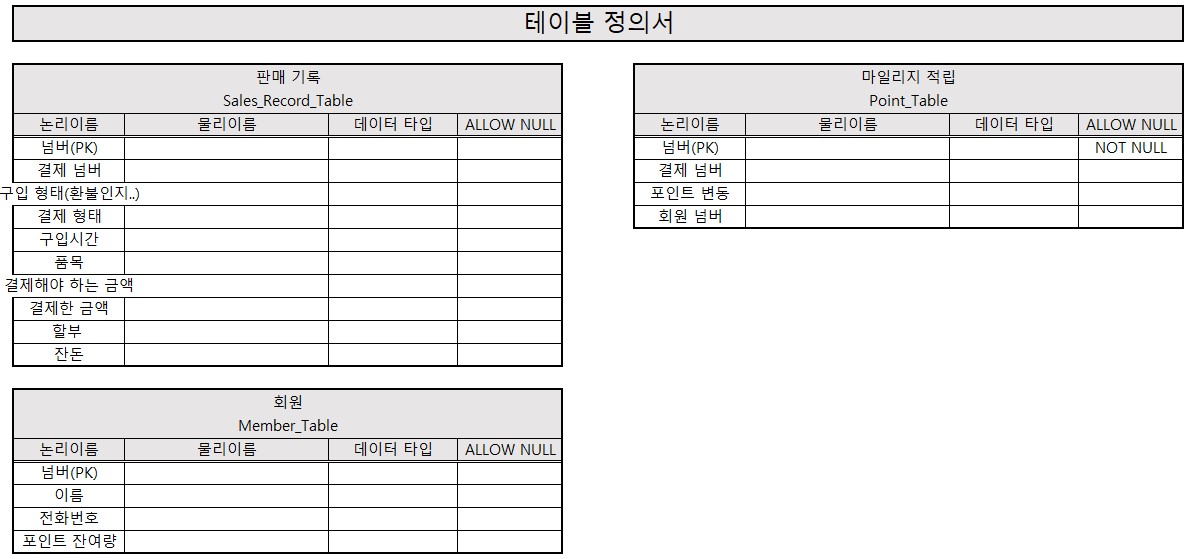 테이블 정의서
판매 기록
Sales_Record_Table
논리이름 물리이름 데이터 타입 ALLOW NULL
넘버(PK)
결제 넘버
구입 형태(환불인지..)
결제 형태
구입시간
품목
결제해야 하는 금액
결제한 금액
할부
잔돈
마일리지 적립
Point_Table
논리이름 물리이름 데이터 타입 ALLOW NULL
넘버(PK) NOT NULL
결제 넘버
포인트 변동
회원 넘버
회원
Member_Table
논리이름 물리이름 데이터 타입 ALLOW NULL
넘버(PK)
이름
전화번호
포인트 잔여량